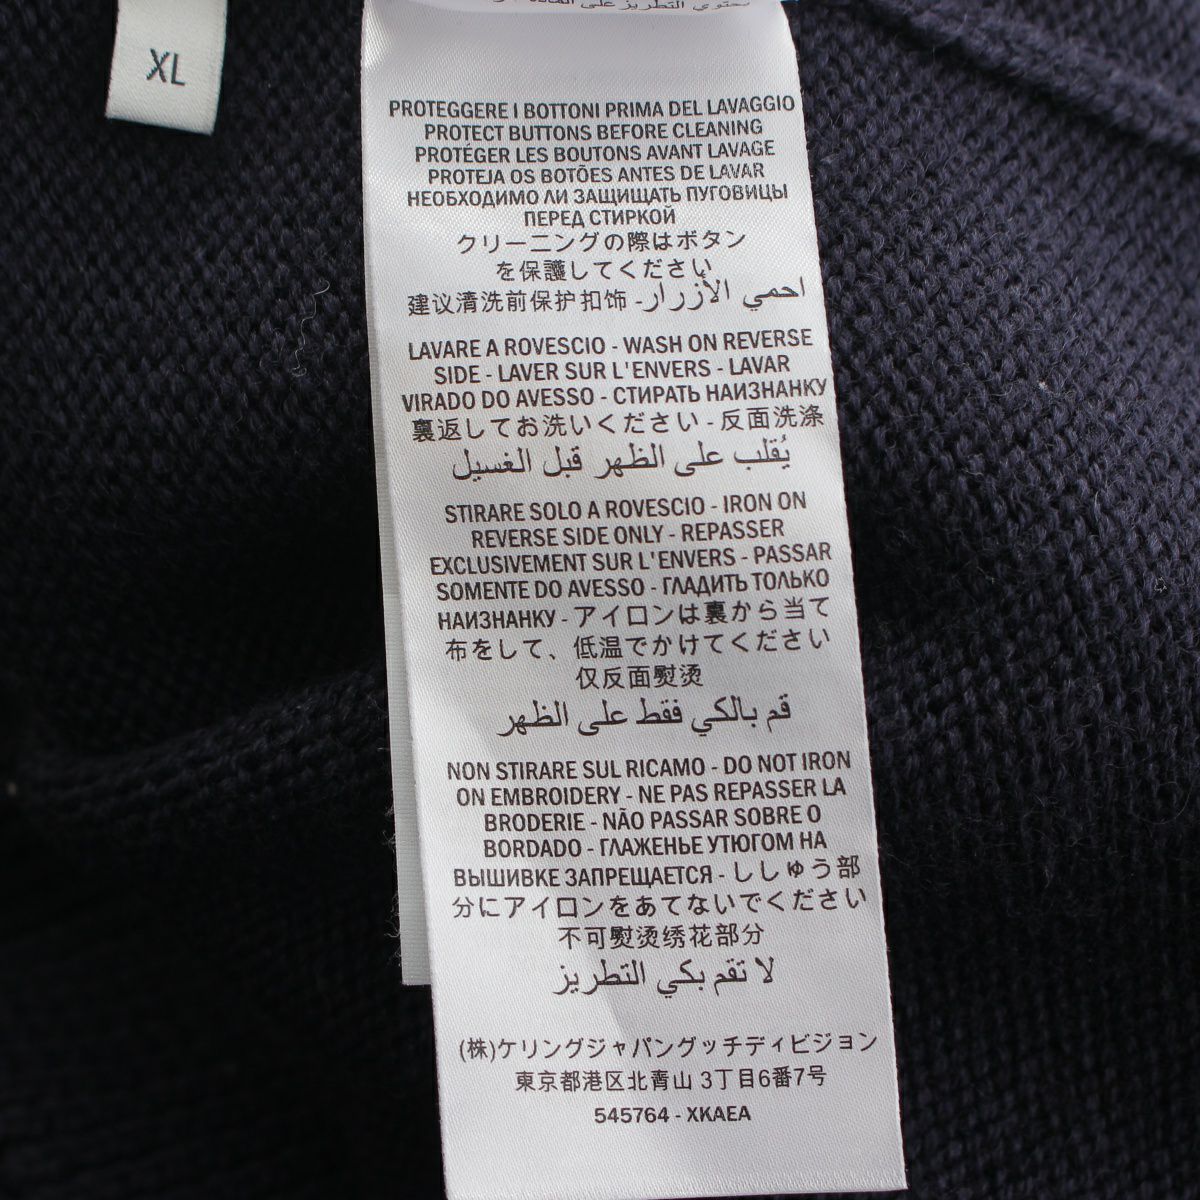 XL
PROTEGGERE I BOTTONI PRIMA DEL LAVAGGIO
PROTECT BUTTONS BEFORE CLEANING
PROTÉGER LES BOUTONS AVANT LAVAGE
PROTEJA OS BOTÕES ANTES DE LAVAR
НЕОБХОДИМО ЛИ ЗАЩИЩАТЬ ПУГОВИЦЫ
ПЕРЕД СТИРКОЙ
クリーニングの際はボタン
を保護してください
建议清洗前保护扣饰 - احمي الأزرار
LAVARE A ROVESCIO - WASH ON REVERSE
SIDE - LAVER SUR L'ENVERS - LAVAR
VIRADO DO AVESSO - СТИРАТЬ НАИЗНАНКУ
裏返してお洗いください - 反面洗涤
يُقلب على الظهر قبل الغسيل
STIRARE SOLO A ROVESCIO - IRON ON
REVERSE SIDE ONLY - REPASSER
EXCLUSIVEMENT SUR L'ENVERS - PASSAR
SOMENTE DO AVESSO - ГЛАДИТЬ ТОЛЬКО
НАИЗНАНКУ - アイロンは裏から当て
布をして、低温でかけてください
仅反面熨烫
قم بالكي فقط على الظهر
NON STIRARE SUL RICAMO - DO NOT IRON
ON EMBROIDERY - NE PAS REPASSER LA
BRODERIE - NÃO PASSAR SOBRE O
BORDADO - ГЛАЖЕНЬЕ УТЮГОМ НА
ВЫШИВКЕ ЗАПРЕЩАЕТСЯ - ししゅう部
分にアイロンをあてないでください
不可熨烫绣花部分
لا تقم بكي التطريز
(株)ケリングジャパングッチディビジョン
東京都港区北青山 3丁目6番7号
545764 - XKAEA